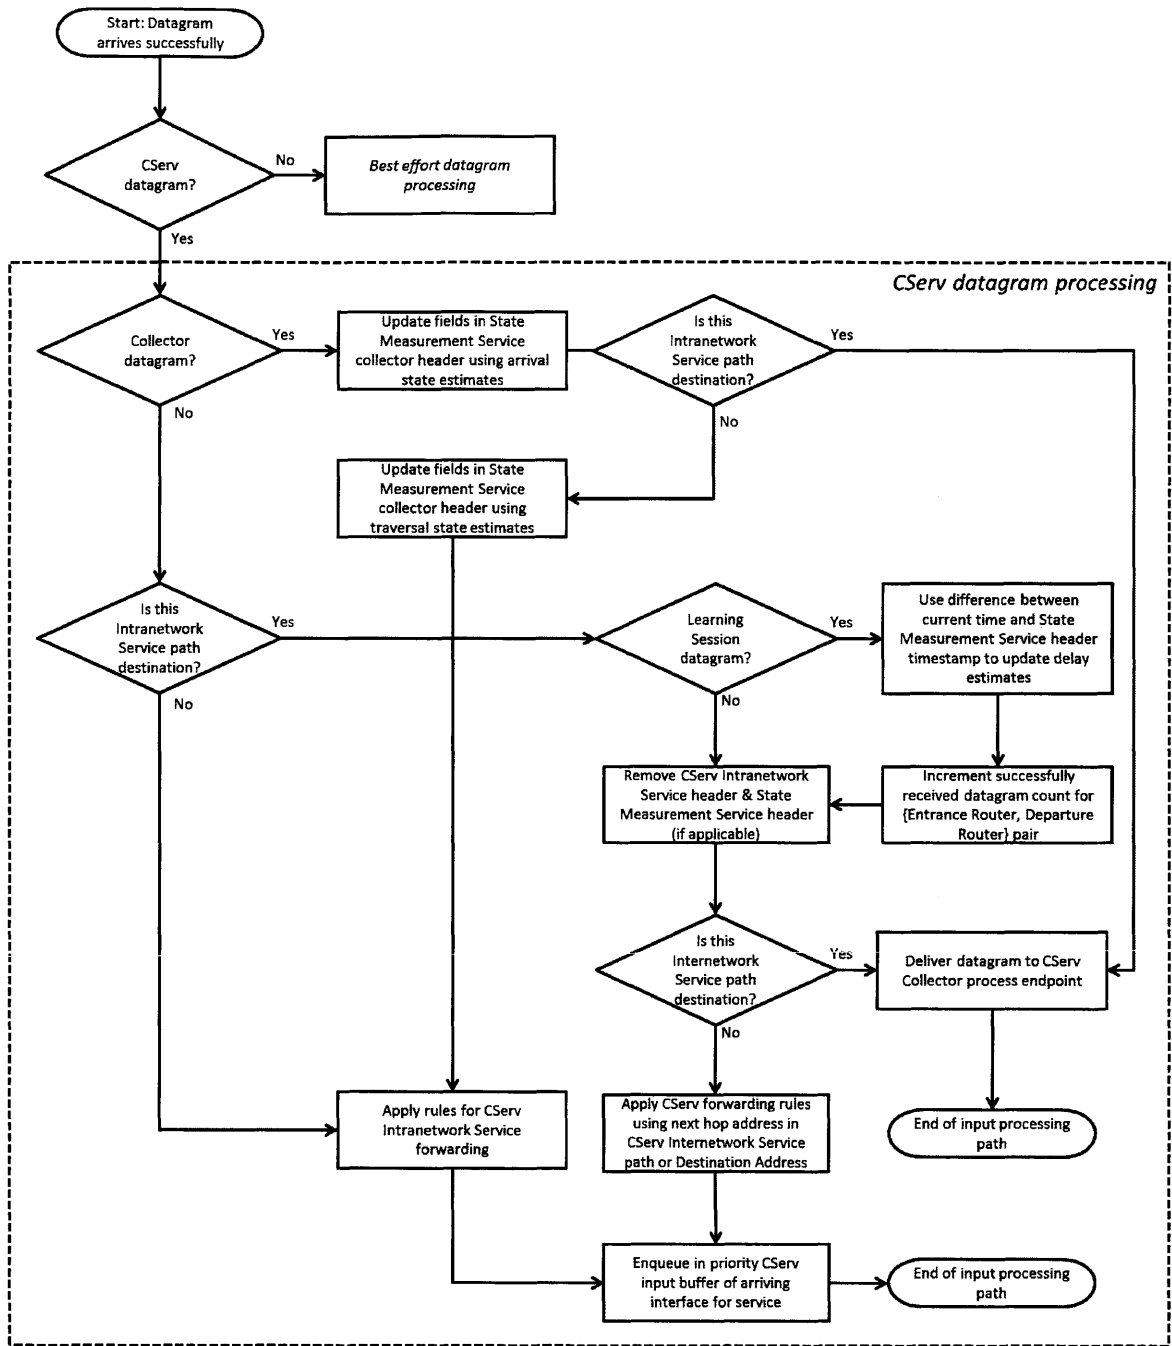 Start: Datagram
arrives successfully
CServ
datagram?
No
Best effort datagram
processing
Yes
CServ datagram processing
Collector
datagram?
Yes
Update fields in State
Measurement Service
collector header using arrival
state estimates
Is this
Intranetwork
Service path
destination?
Yes
No
No
Update fields in State
Measurement Service
collector header using
traversal state estimates
Is this
Intranetwork
Service path
destination?
Yes
Learning
Session
datagram?
Yes
Use difference between
current time and State
Measurement Service header
timestamp to update delay
estimates
No
No
Remove CServ Intranetwork
Service header & State
Measurement Service header
(if applicable)
Increment successfully
received datagram count for
{Entrance Router, Departure
Router} pair
Is this
Internetwork
Service path
destination?
Yes
Deliver datagram to CServ
Collector process endpoint
No
Apply rules for CServ
Intranetwork Service
forwarding
Apply CServ forwarding rules
using next hop address in
CServ Internetwork Service
path or Destination Address
End of input processing
path
Enqueue in priority CServ
input buffer of arriving
interface for service
End of input processing
path